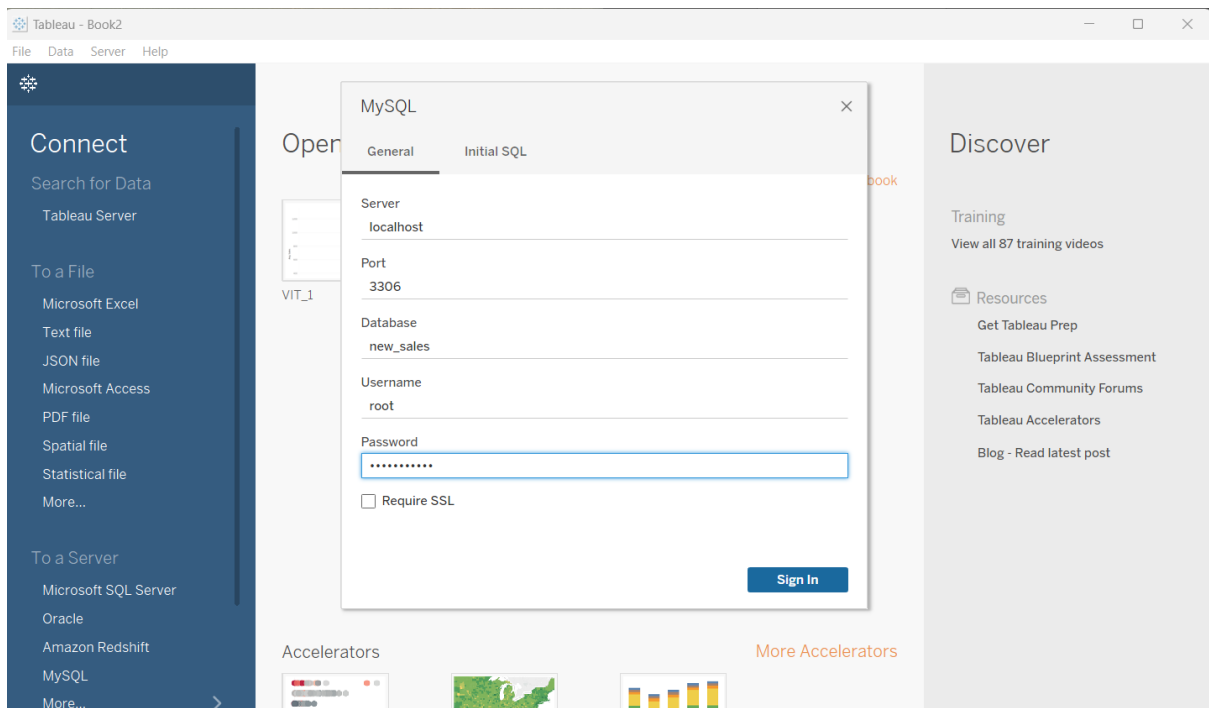 Tableau - Book2
File Data Server Help
Connect
Search for Data
Tableau Server
To a File
Microsoft Excel
Text file
JSON file
Microsoft Access
PDF file
Spatial file
Statistical file
More...
To a Server
Microsoft SQL Server
Oracle
Amazon Redshift
MySQL
More...
Open
book
VIT_1
MySQL
General Initial SQL
Server
localhost
Port
3306
Database
new_sales
Username
root
Password
•••••••••••
Require SSL
Sign In
Accelerators More Accelerators
Discover
Training
View all 87 training videos
Resources
Get Tableau Prep
Tableau Blueprint Assessment
Tableau Community Forums
Tableau Accelerators
Blog - Read latest post